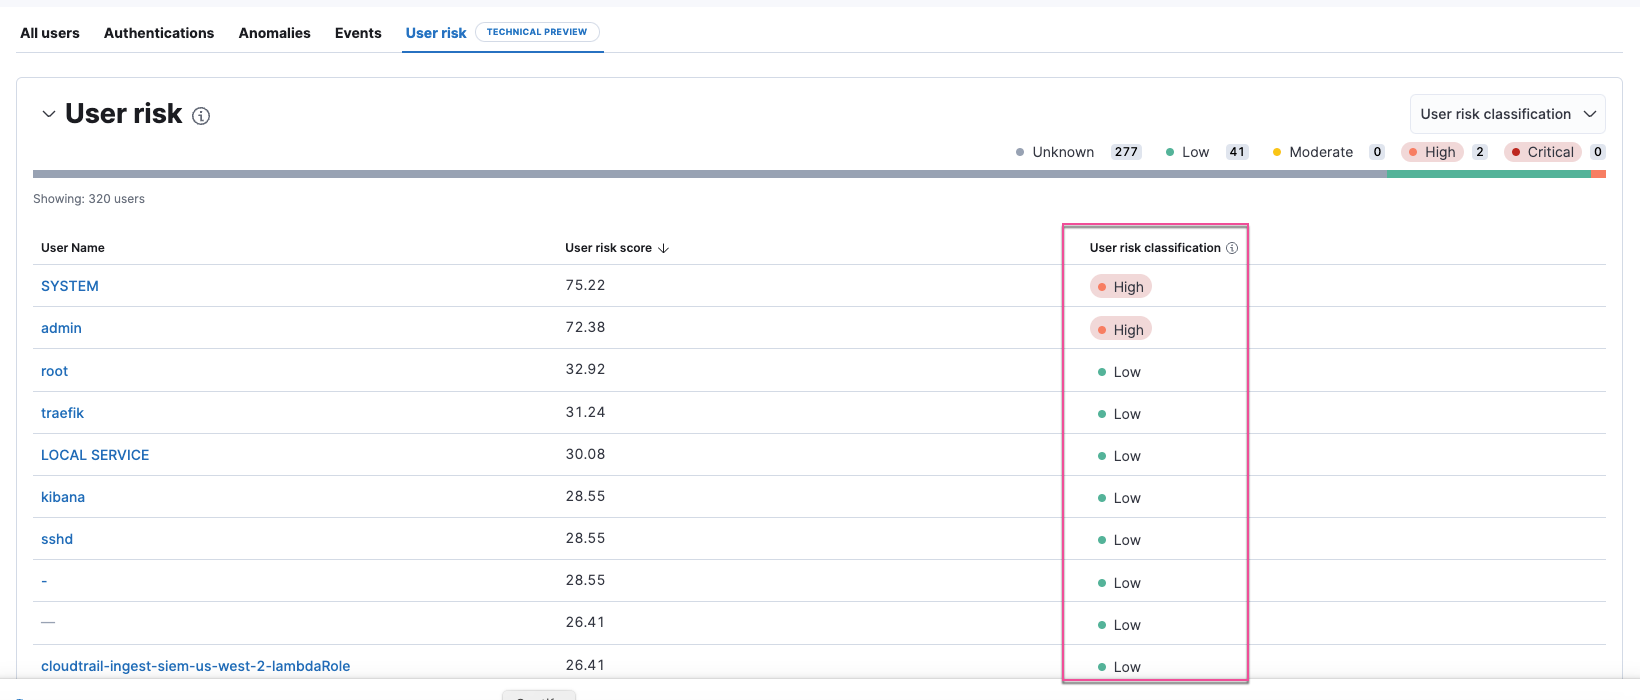 All users Authentications Anomalies Events User risk TECHNICAL PREVIEW
User risk
User risk classification
Unknown 277 Low 41 Moderate 0 High 2 Critical 0
Showing: 320 users
User Name User risk score User risk classification
SYSTEM 75.22 High
admin 72.38 High
root 32.92 Low
traefik 31.24 Low
LOCAL SERVICE 30.08 Low
kibana 28.55 Low
sshd 28.55 Low
- 28.55 Low
— 26.41 Low
cloudtrail-ingest-siem-us-west-2-lambdaRole 26.41 Low